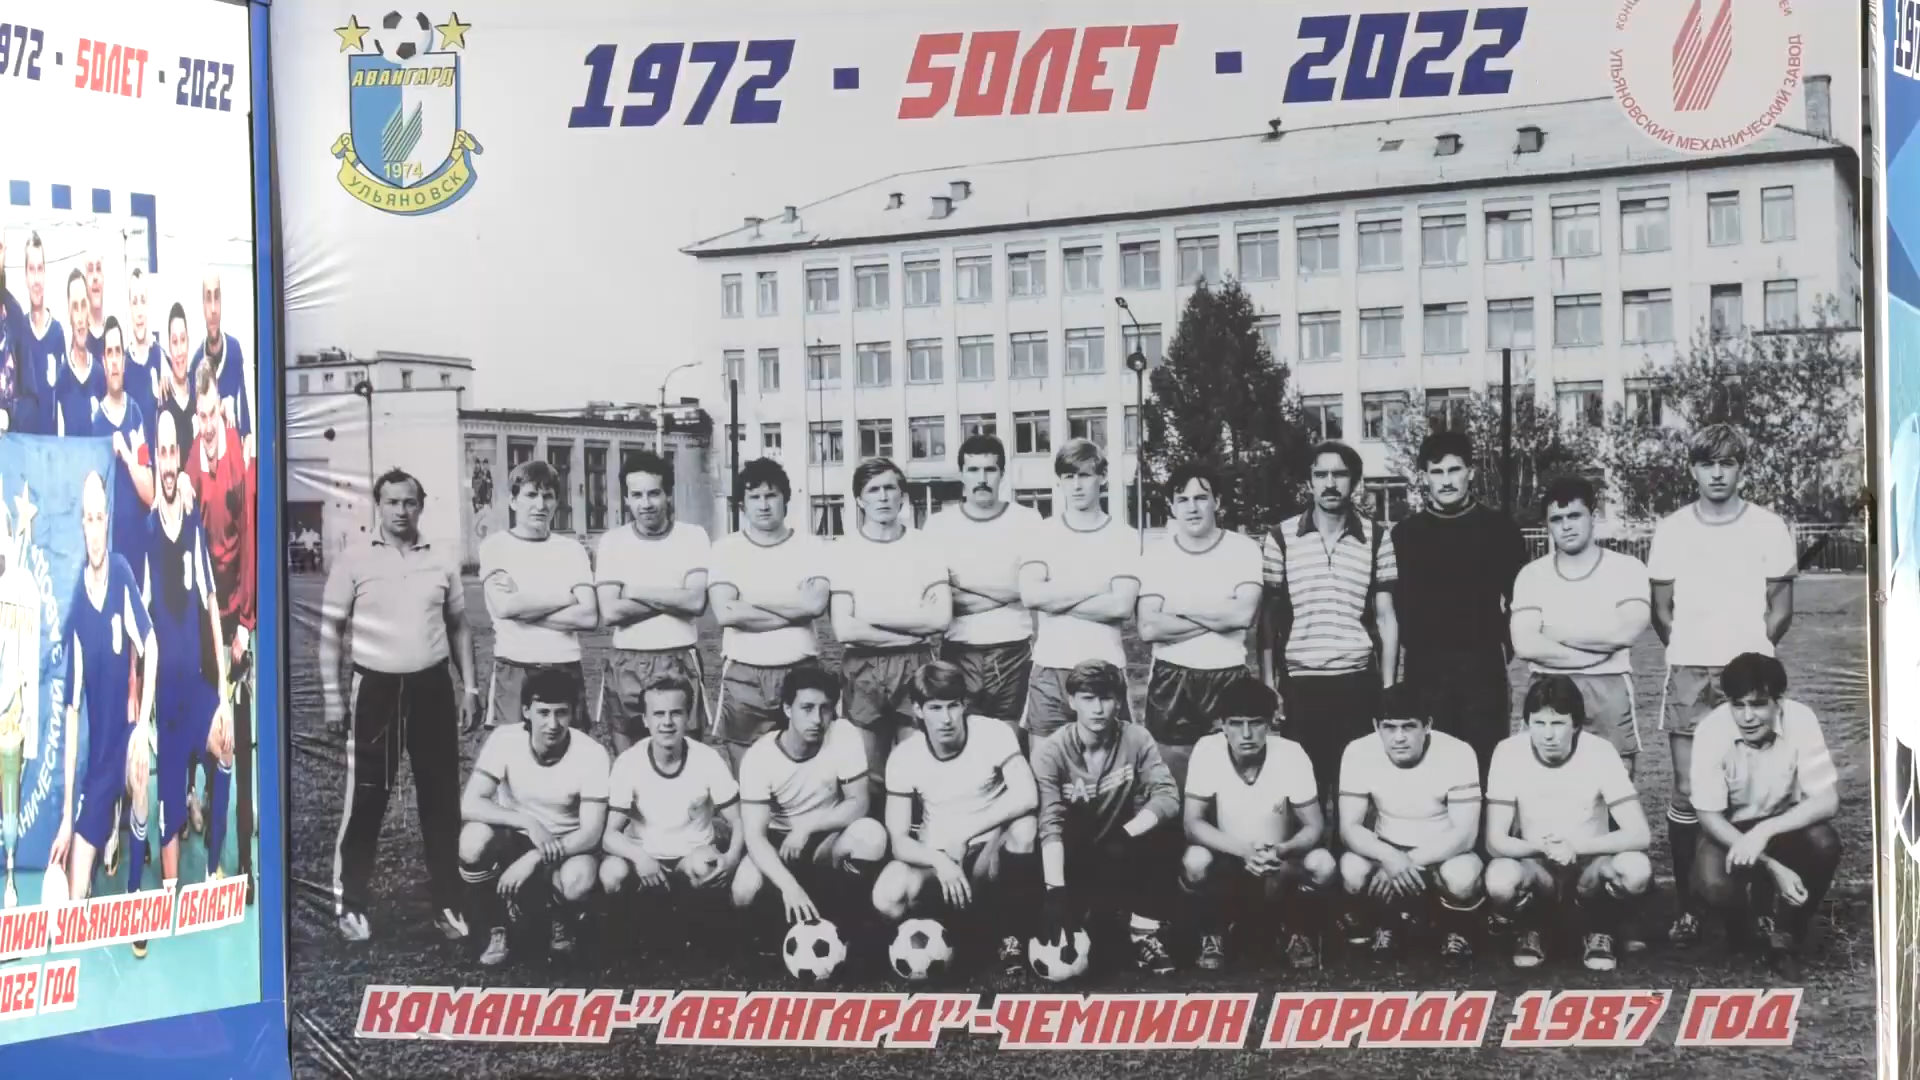 972 · 50ЛЕТ · 2022
ПИОН УЛЬЯНОВСКОЙ ОБЛАСТИ
2022 ГОД
АВАНГАРД
1974
УЛЬЯНОВСК
1972 · 50ЛЕТ · 2022
УЛЬЯНОВСКИЙ МЕХАНИЧЕСКИЙ ЗАВОД
КОМАНДА-"АВАНГАРД"-ЧЕМПИОН ГОРОДА 1987 ГОД